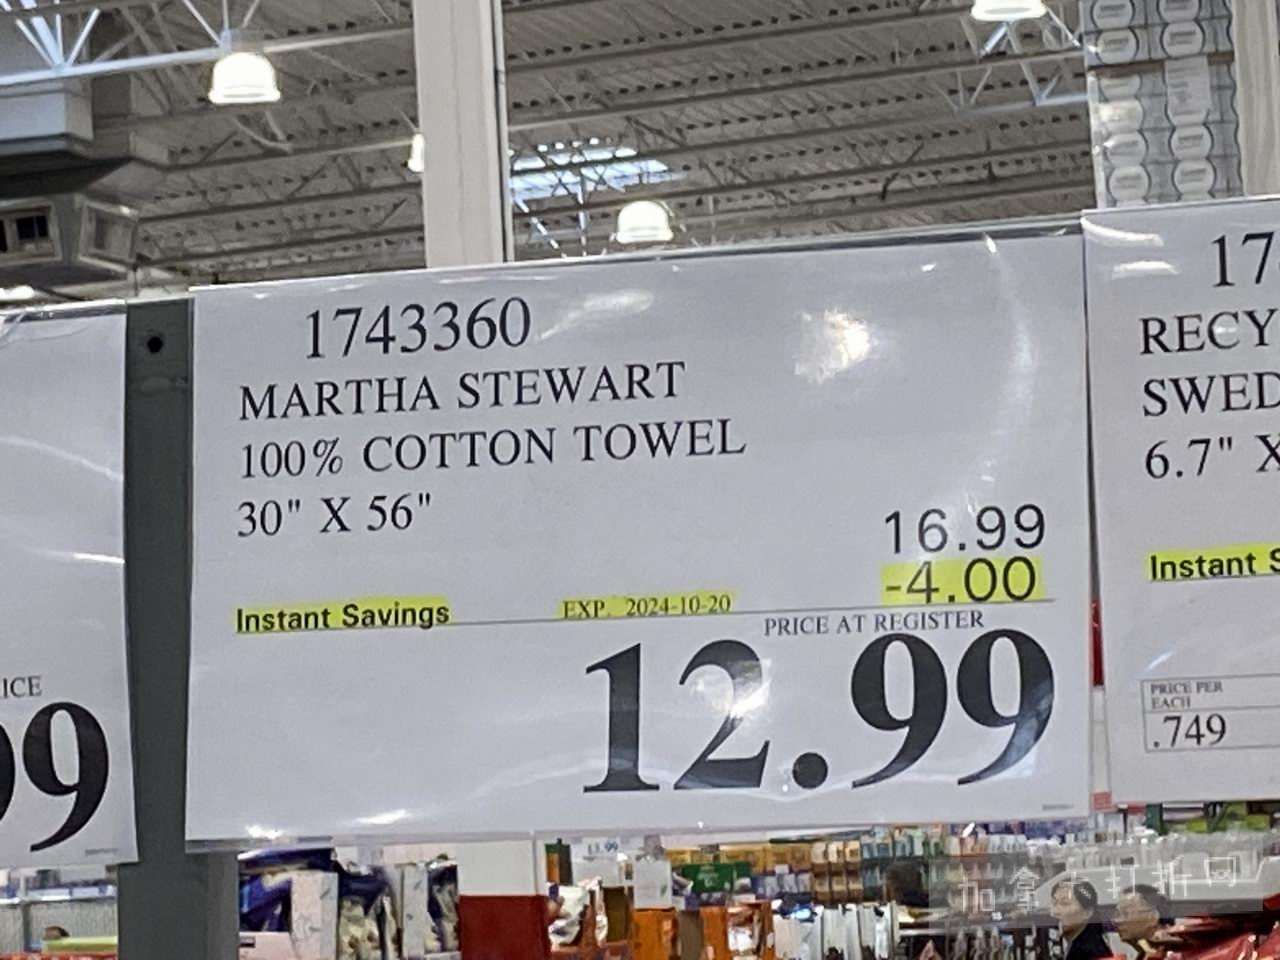 1743360
MARTHA STEWART
100% COTTON TOWEL
30" X 56"
16.99
-4.00
Instant Savings
EXP. 2024-10-20
PRICE AT REGISTER
12.99
ICE
99
17
RECY
SWED
6.7" X
Instant S
PRICE PER
EACH
.749
加拿大打折网